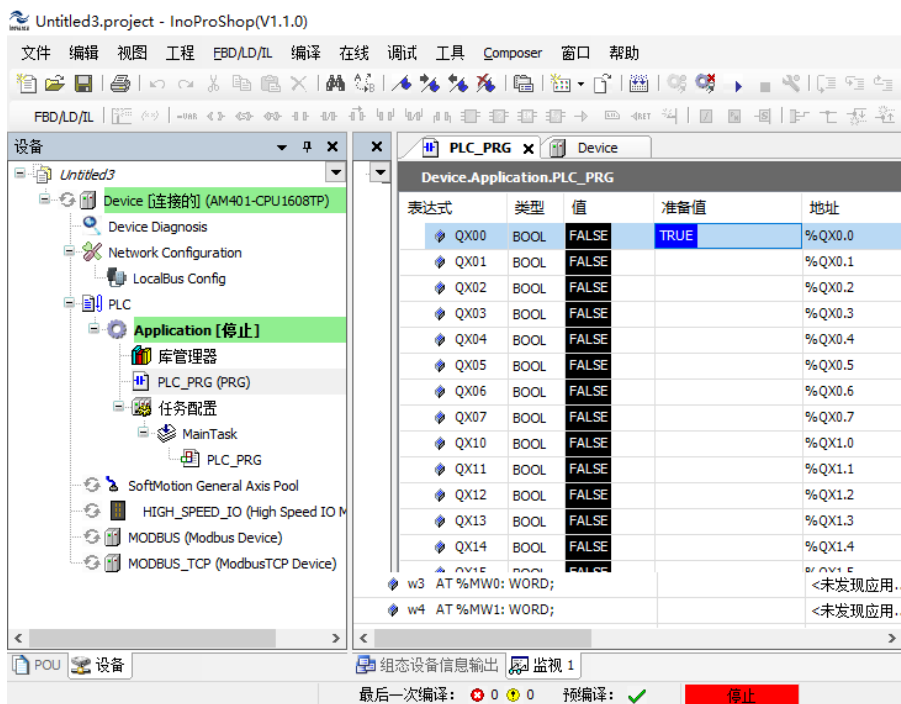 Untitled3.project - InoProShop(V1.1.0)
文件 编辑 视图 工程 FBD/LD/IL 编译 在线 调试 工具 Composer 窗口 帮助
FBD/LD/IL
设备
Untitled3
Device [连接的] (AM401-CPU1608TP)
Device Diagnosis
Network Configuration
LocalBus Config
PLC
Application [停止]
库管理器
PLC_PRG (PRG)
任务配置
MainTask
PLC_PRG
SoftMotion General Axis Pool
HIGH_SPEED_IO (High Speed IO M
MODBUS (Modbus Device)
MODBUS_TCP (ModbusTCP Device)
POU 设备
PLC_PRG Device
Device.Application.PLC_PRG
表达式 类型 值 准备值 地址
QX00 BOOL FALSE TRUE %QX0.0
QX01 BOOL FALSE %QX0.1
QX02 BOOL FALSE %QX0.2
QX03 BOOL FALSE %QX0.3
QX04 BOOL FALSE %QX0.4
QX05 BOOL FALSE %QX0.5
QX06 BOOL FALSE %QX0.6
QX07 BOOL FALSE %QX0.7
QX10 BOOL FALSE %QX1.0
QX11 BOOL FALSE %QX1.1
QX12 BOOL FALSE %QX1.2
QX13 BOOL FALSE %QX1.3
QX14 BOOL FALSE %QX1.4
QX15 BOOL FALSE %QX1.5
w3 AT %MW0: WORD; <未发现应用..
w4 AT %MW1: WORD; <未发现应用..
组态设备信息输出 监视 1
最后一次编译: 0 0 预编译: 停止